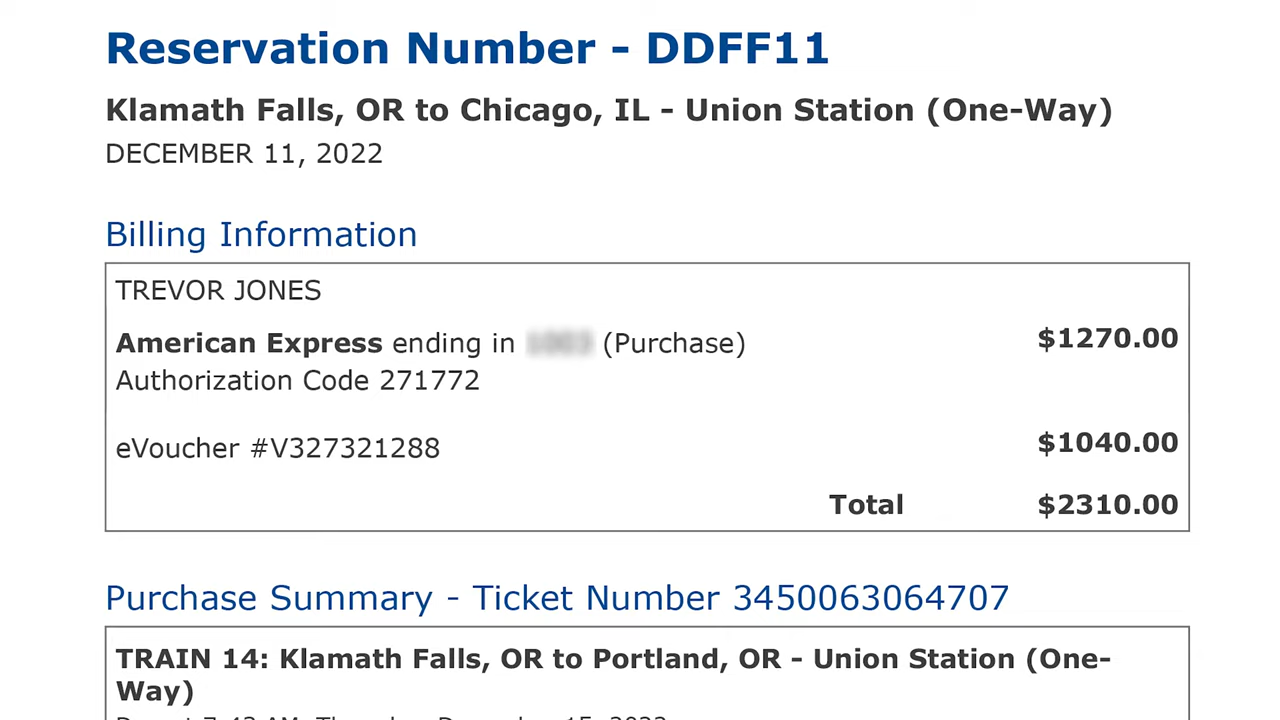 Reservation Number - DDFF11
Klamath Falls, OR to Chicago, IL - Union Station (One-Way)
DECEMBER 11, 2022
Billing Information
TREVOR JONES
American Express ending in (Purchase) $1270.00
Authorization Code 271772
eVoucher #V327321288 $1040.00
Total $2310.00
Purchase Summary - Ticket Number 3450063064707
TRAIN 14: Klamath Falls, OR to Portland, OR - Union Station (One-
Way)